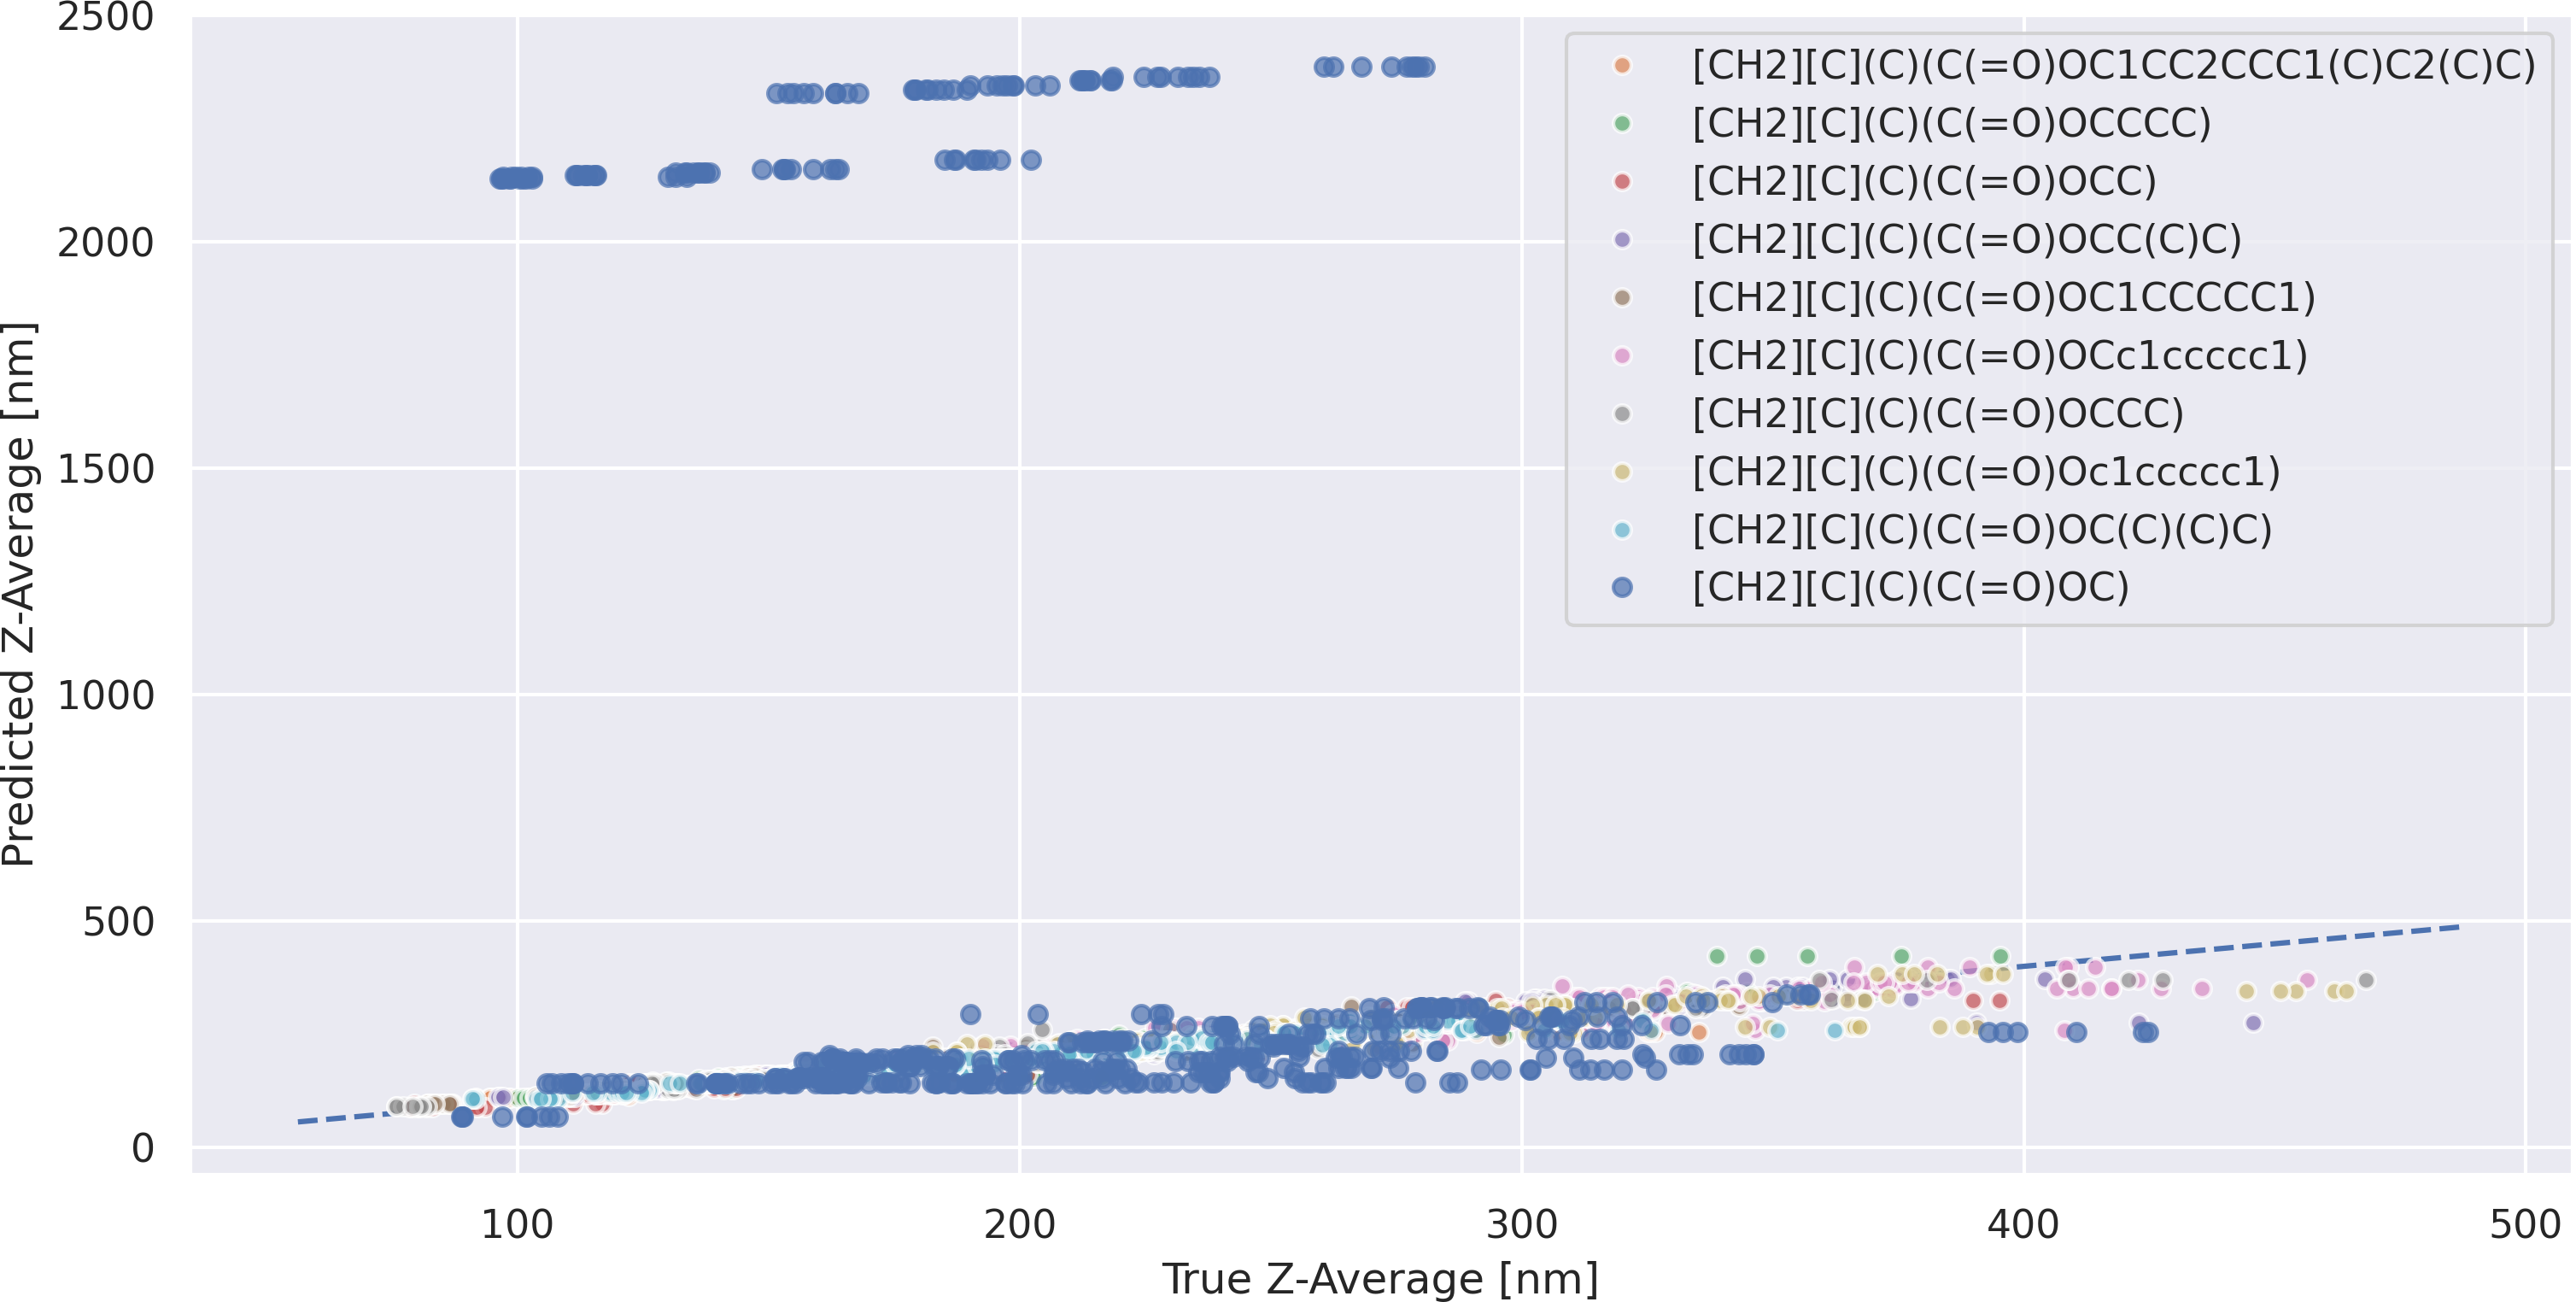 2500
2000
1500
1000
500
0
Predicted Z-Average [nm]
[CH2][C](C)(C(=O)OC1CC2CCC1(C)C2(C)C)
[CH2][C](C)(C(=O)OCCCC)
[CH2][C](C)(C(=O)OCC)
[CH2][C](C)(C(=O)OCC(C)C)
[CH2][C](C)(C(=O)OC1CCCCC1)
[CH2][C](C)(C(=O)OCc1ccccc1)
[CH2][C](C)(C(=O)OCCC)
[CH2][C](C)(C(=O)Oc1ccccc1)
[CH2][C](C)(C(=O)OC(C)(C)C)
[CH2][C](C)(C(=O)OC)
100 200 300 400 500
True Z-Average [nm]